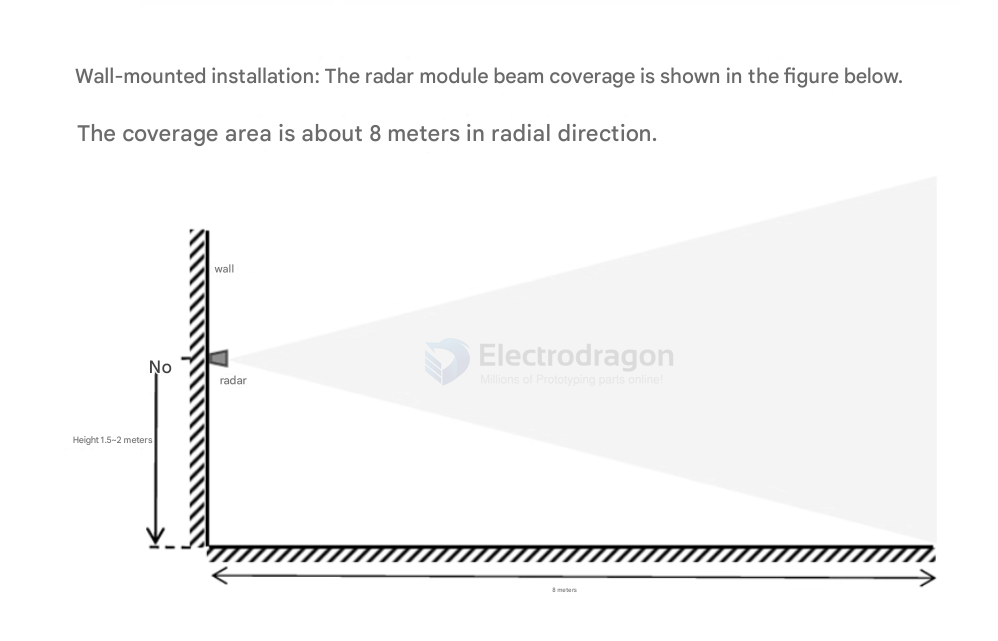 Wall-mounted installation: The radar module beam coverage is shown in the figure below.
The coverage area is about 8 meters in radial direction.
wall
No
radar
Electrodragon
Millions of Prototyping parts online!
Height 1.5~2 meters
8 meters